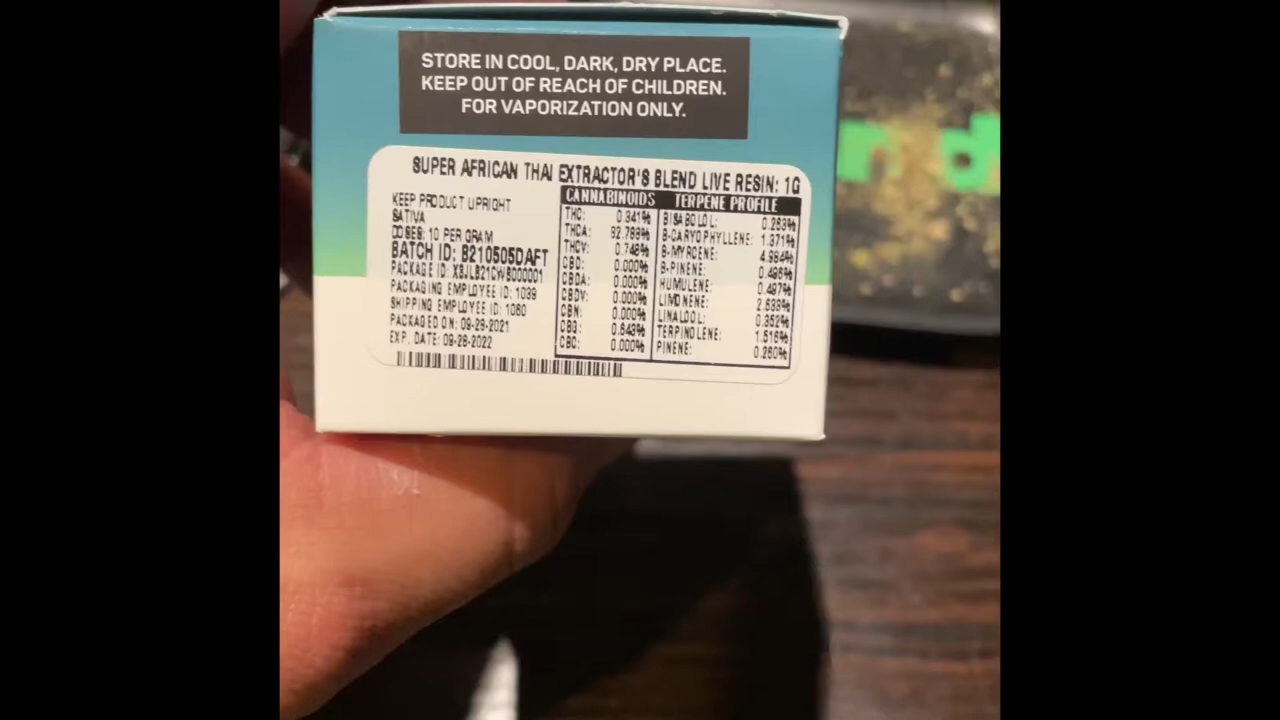 STORE IN COOL, DARK, DRY PLACE.
KEEP OUT OF REACH OF CHILDREN.
FOR VAPORIZATION ONLY.
SUPER AFRICAN THAI EXTRACTOR'S BLEND LIVE RESIN: 1G
KEEP PRODUCT UPRIGHT
SATIVA
DOSES: 10 PER GRAM
BATCH ID: B210505DAFT
PACKAGE ID: X8JLB21CWB000001
PACKAGING EMPLOYEE ID: 1039
SHIPPING EMPLOYEE ID: 1060
PACKAGED ON: 09-29-2021
EXP. DATE: 09-28-2022
CANNABINOIDS
THC: 0.341%
THCA: 92.783%
THCV: 0.748%
CBD: 0.000%
CBDA: 0.000%
CBDV: 0.000%
CBN: 0.000%
CBG: 0.643%
CBC: 0.000%
TERPENE PROFILE
BISABOLOL: 0.283%
B-CARYOPHYLLENE: 1.371%
B-MYRCENE: 4.984%
B-PINENE: 0.496%
HUMULENE: 0.497%
LIMONENE: 2.633%
LINALOOL: 0.352%
TERPINOLENE: 1.516%
PINENE: 0.260%